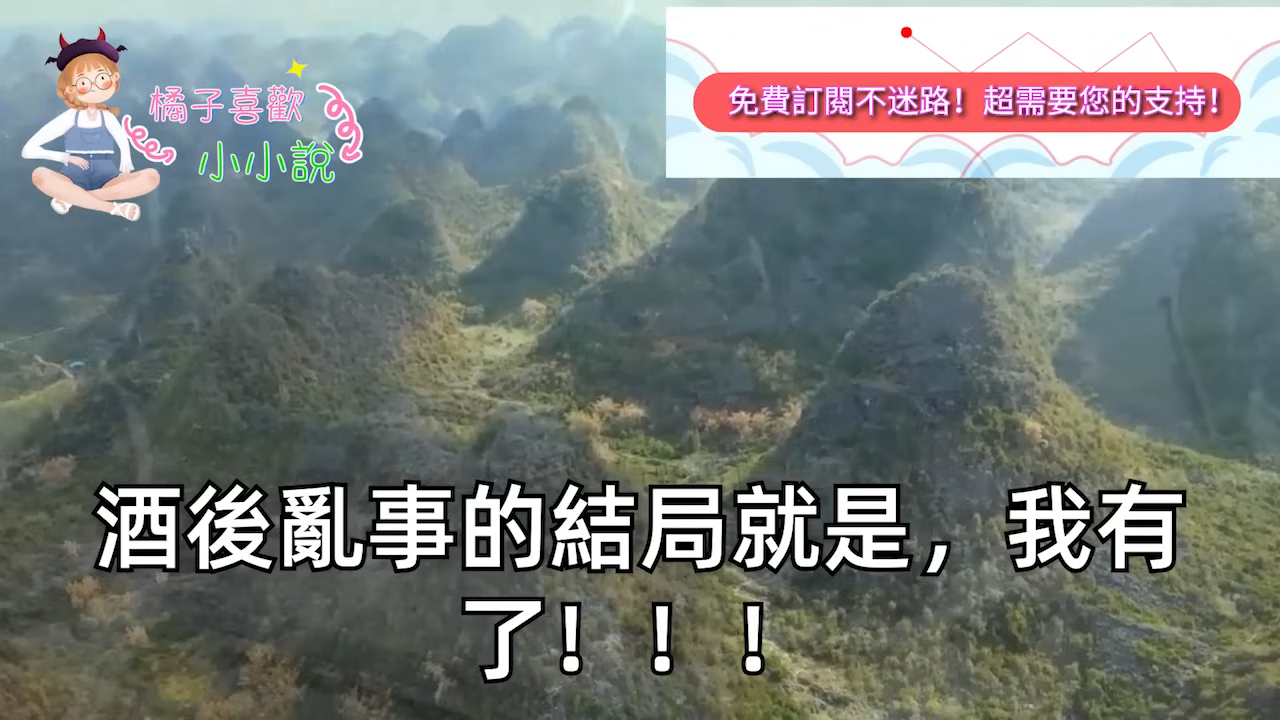 橘子喜歡
小小說
免費訂閱不迷路！超需要您的支持！
酒後亂事的結局就是，我有
了！！！